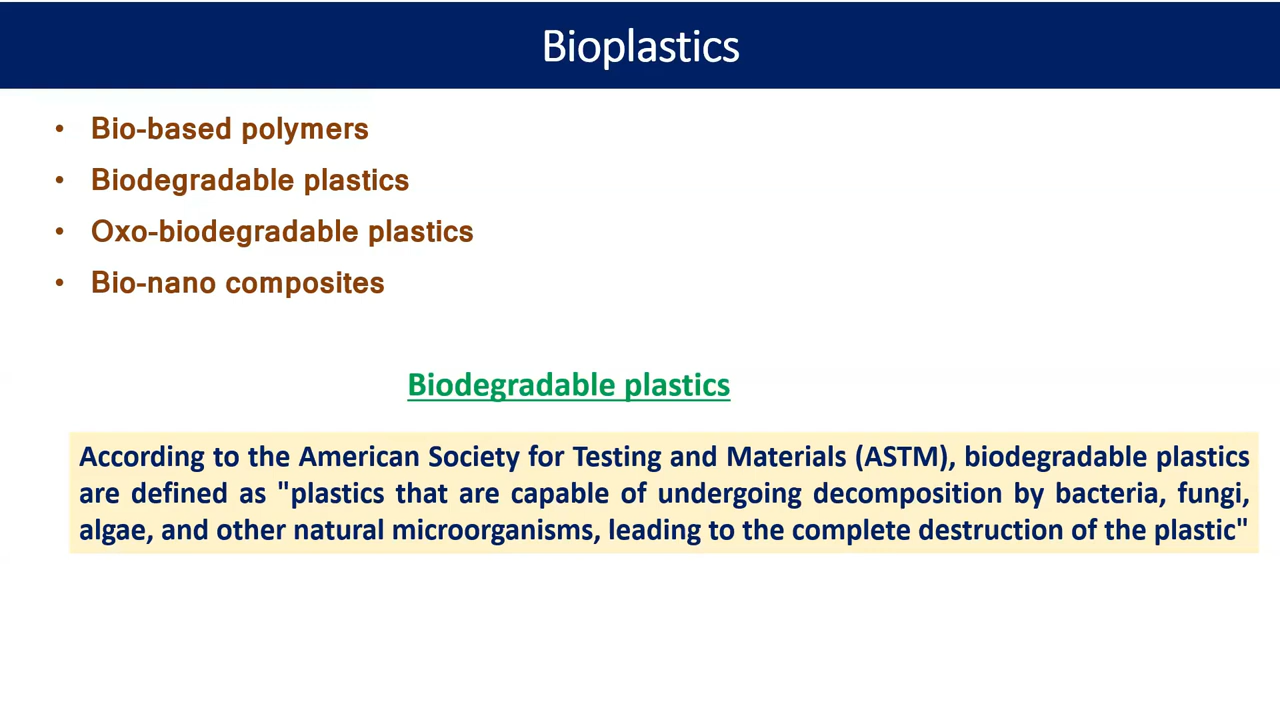 Bioplastics
• Bio-based polymers
• Biodegradable plastics
• Oxo-biodegradable plastics
• Bio-nano composites
Biodegradable plastics
According to the American Society for Testing and Materials (ASTM), biodegradable plastics
are defined as "plastics that are capable of undergoing decomposition by bacteria, fungi,
algae, and other natural microorganisms, leading to the complete destruction of the plastic"